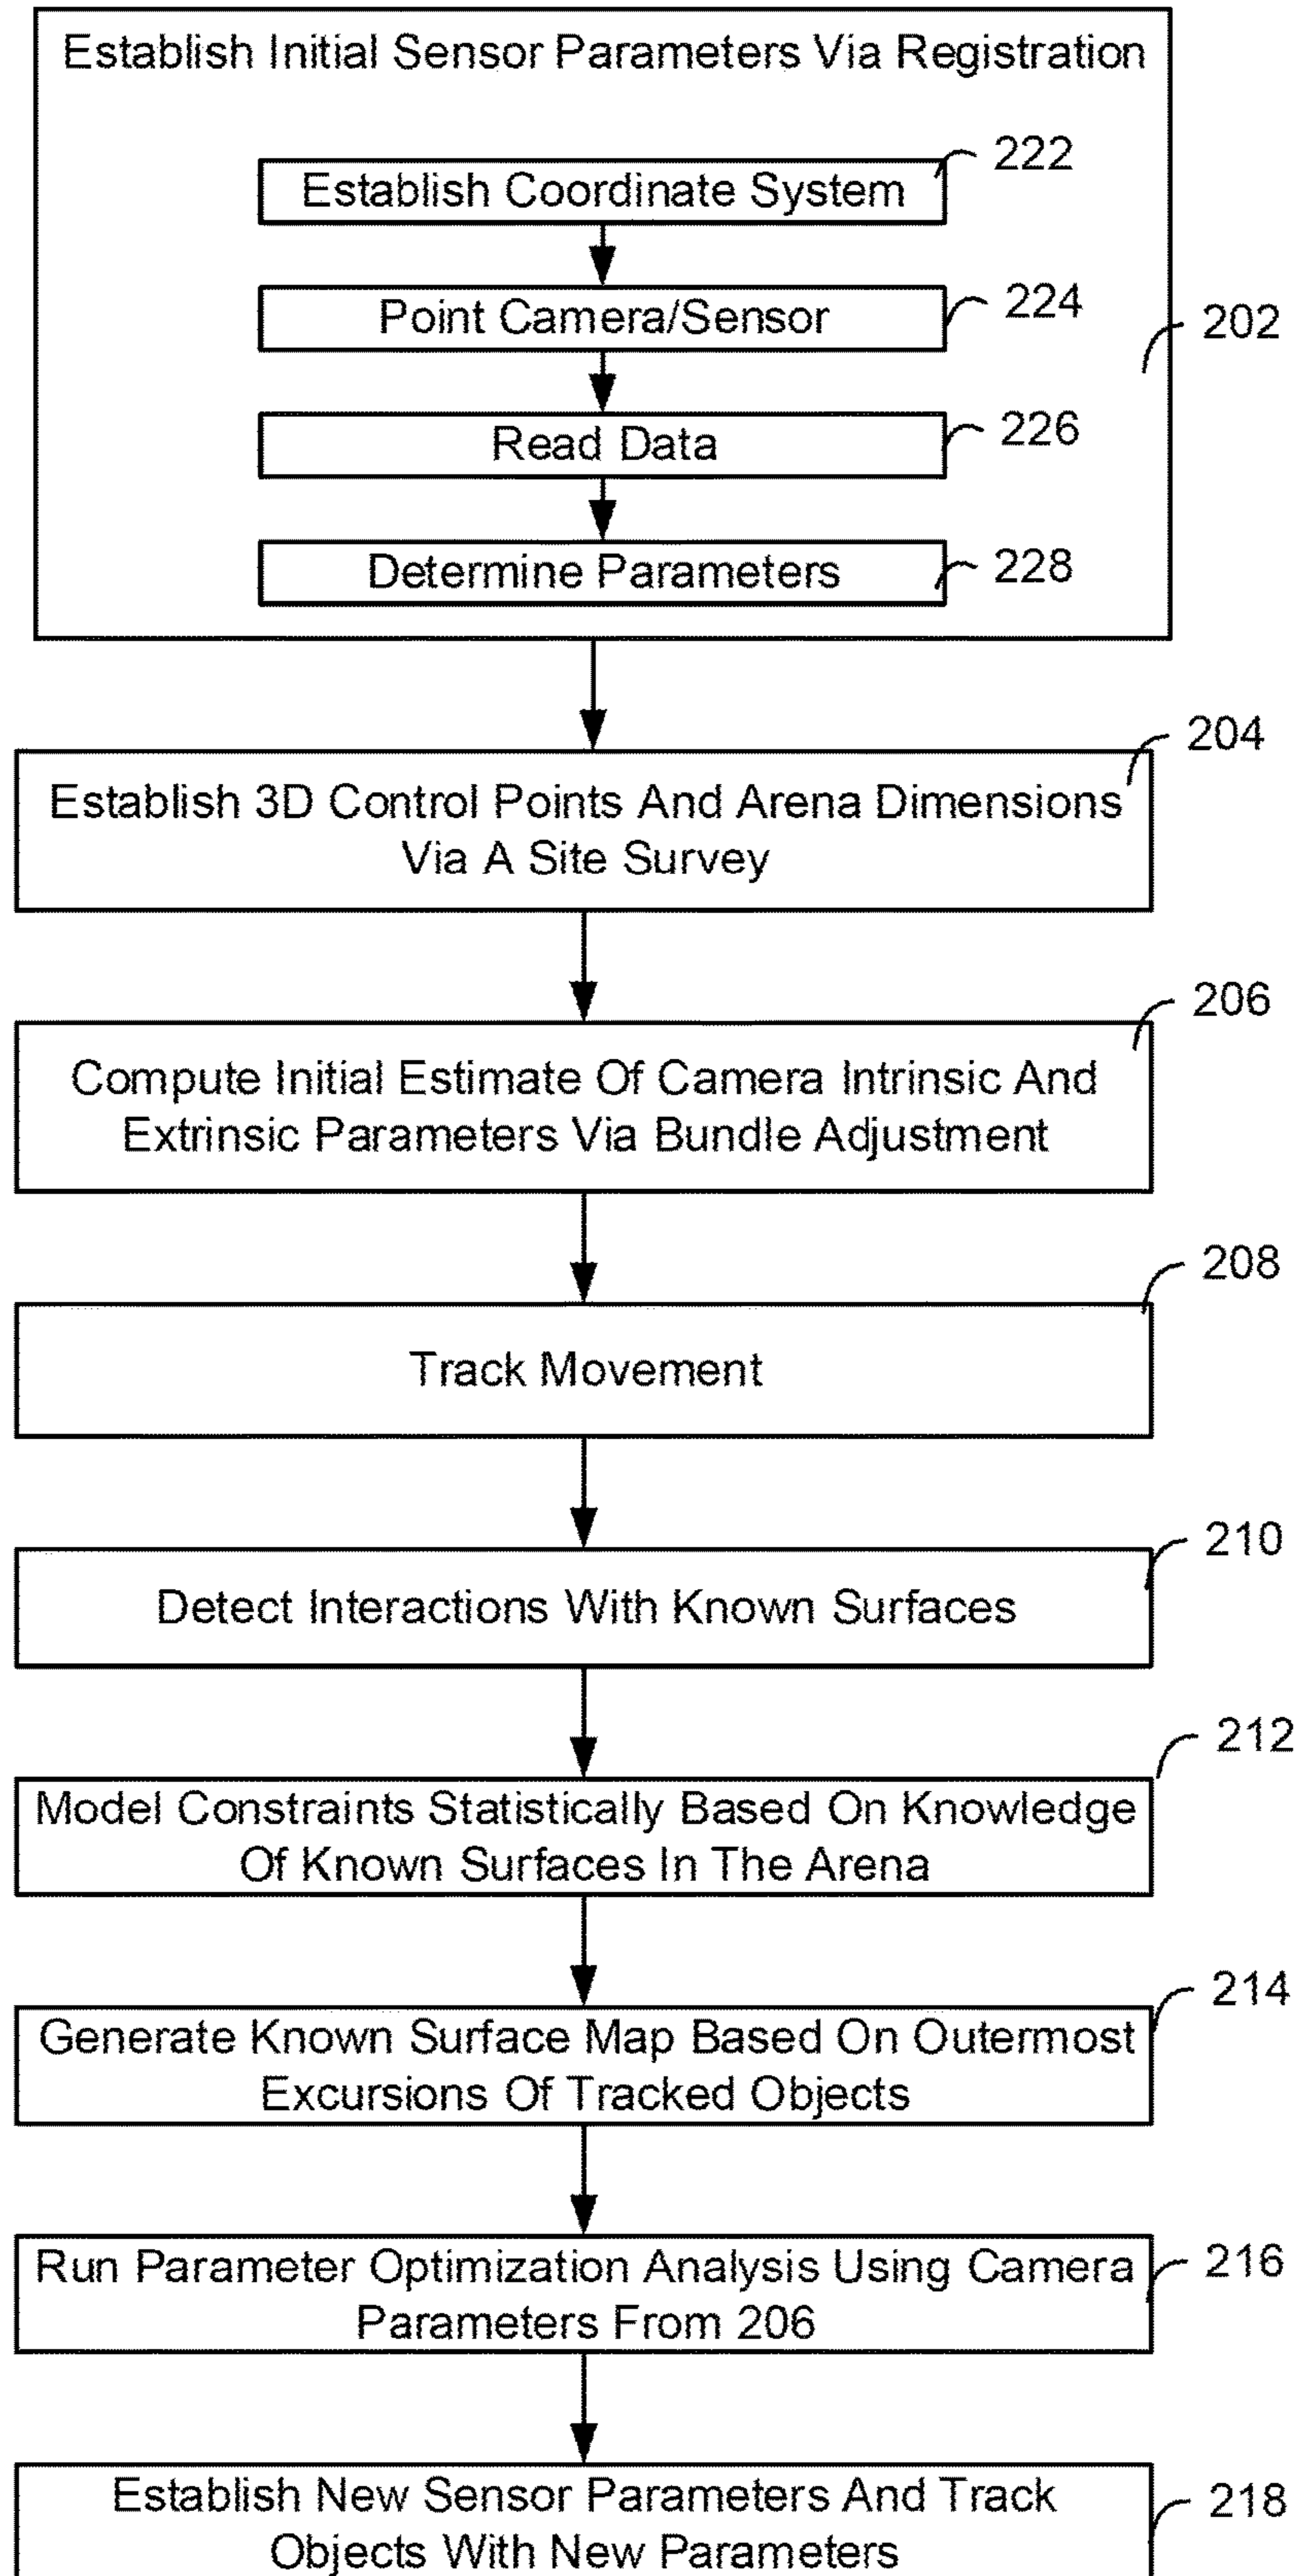 Establish Initial Sensor Parameters Via Registration
Establish Coordinate System
222
Point Camera/Sensor
224
202
Read Data
226
Determine Parameters
228
204
Establish 3D Control Points And Arena Dimensions
Via A Site Survey
206
Compute Initial Estimate Of Camera Intrinsic And
Extrinsic Parameters Via Bundle Adjustment
208
Track Movement
210
Detect Interactions With Known Surfaces
212
Model Constraints Statistically Based On Knowledge
Of Known Surfaces In The Arena
214
Generate Known Surface Map Based On Outermost
Excursions Of Tracked Objects
216
Run Parameter Optimization Analysis Using Camera
Parameters From 206
Establish New Sensor Parameters And Track
218
Objects With New Parameters